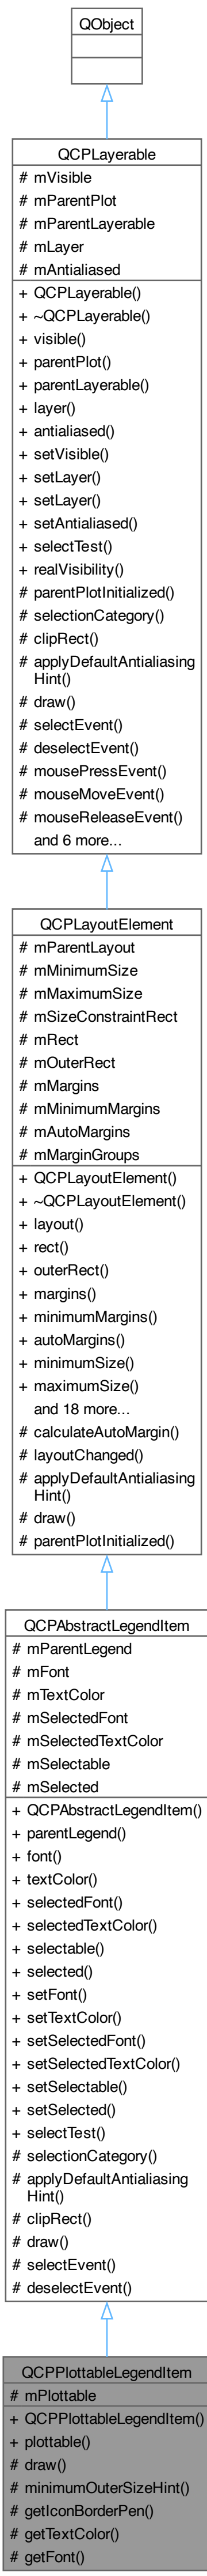 QObject
QCPLayerable
# mVisible
# mParentPlot
# mParentLayerable
# mLayer
# mAntialiased
+ QCPLayerable()
+ ~QCPLayerable()
+ visible()
+ parentPlot()
+ parentLayerable()
+ layer()
+ antialiased()
+ setVisible()
+ setLayer()
+ setLayer()
+ setAntialiased()
+ selectTest()
+ realVisibility()
# parentPlotInitialized()
# selectionCategory()
# clipRect()
# applyDefaultAntialiasing
Hint()
# draw()
# selectEvent()
# deselectEvent()
# mousePressEvent()
# mouseMoveEvent()
# mouseReleaseEvent()
and 6 more...
QCPLayoutElement
# mParentLayout
# mMinimumSize
# mMaximumSize
# mSizeConstraintRect
# mRect
# mOuterRect
# mMargins
# mMinimumMargins
# mAutoMargins
# mMarginGroups
+ QCPLayoutElement()
+ ~QCPLayoutElement()
+ layout()
+ rect()
+ outerRect()
+ margins()
+ minimumMargins()
+ autoMargins()
+ minimumSize()
+ maximumSize()
and 18 more...
# calculateAutoMargin()
# layoutChanged()
# applyDefaultAntialiasing
Hint()
# draw()
# parentPlotInitialized()
QCPAbstractLegendItem
# mParentLegend
# mFont
# mTextColor
# mSelectedFont
# mSelectedTextColor
# mSelectable
# mSelected
+ QCPAbstractLegendItem()
+ parentLegend()
+ font()
+ textColor()
+ selectedFont()
+ selectedTextColor()
+ selectable()
+ selected()
+ setFont()
+ setTextColor()
+ setSelectedFont()
+ setSelectedTextColor()
+ setSelectable()
+ setSelected()
+ selectTest()
# selectionCategory()
# applyDefaultAntialiasing
Hint()
# clipRect()
# draw()
# selectEvent()
# deselectEvent()
QCPPlottableLegendItem
# mPlottable
+ QCPPlottableLegendItem()
+ plottable()
# draw()
# minimumOuterSizeHint()
# getIconBorderPen()
# getTextColor()
# getFont()